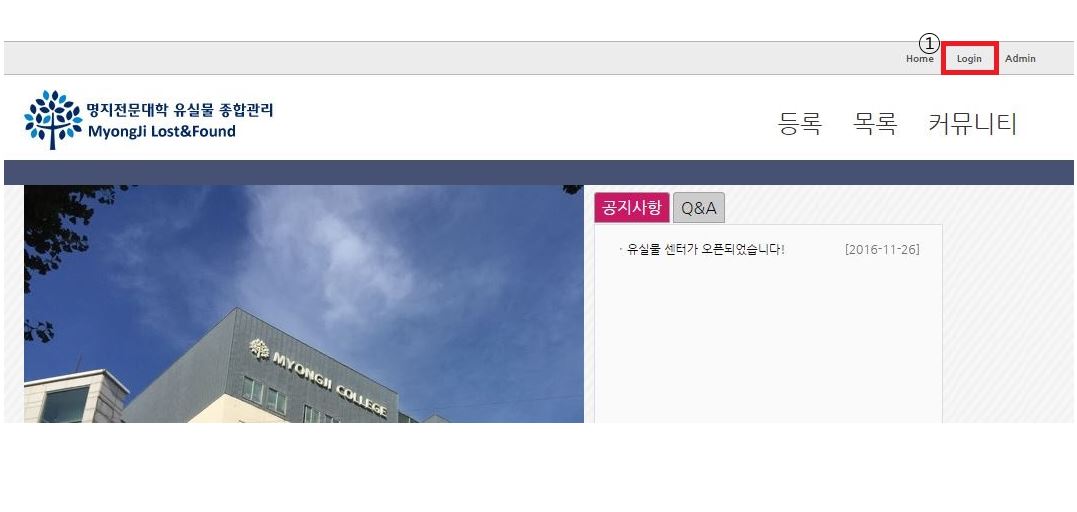 ①
Home Login Admin
명지전문대학 유실물 종합관리
MyongJi Lost&Found
등록 목록 커뮤니티
공지사항 Q&A
· 유실물 센터가 오픈되었습니다! [2016-11-26]
MYONGJI COLLEGE